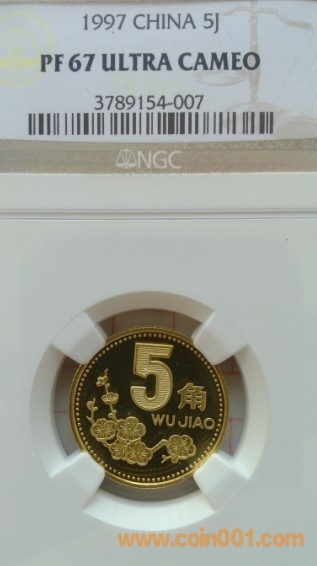 1997 CHINA 5J
PF 67 ULTRA CAMEO
3789154-007
NGC
5角
WU JIAO
www.coin001.com